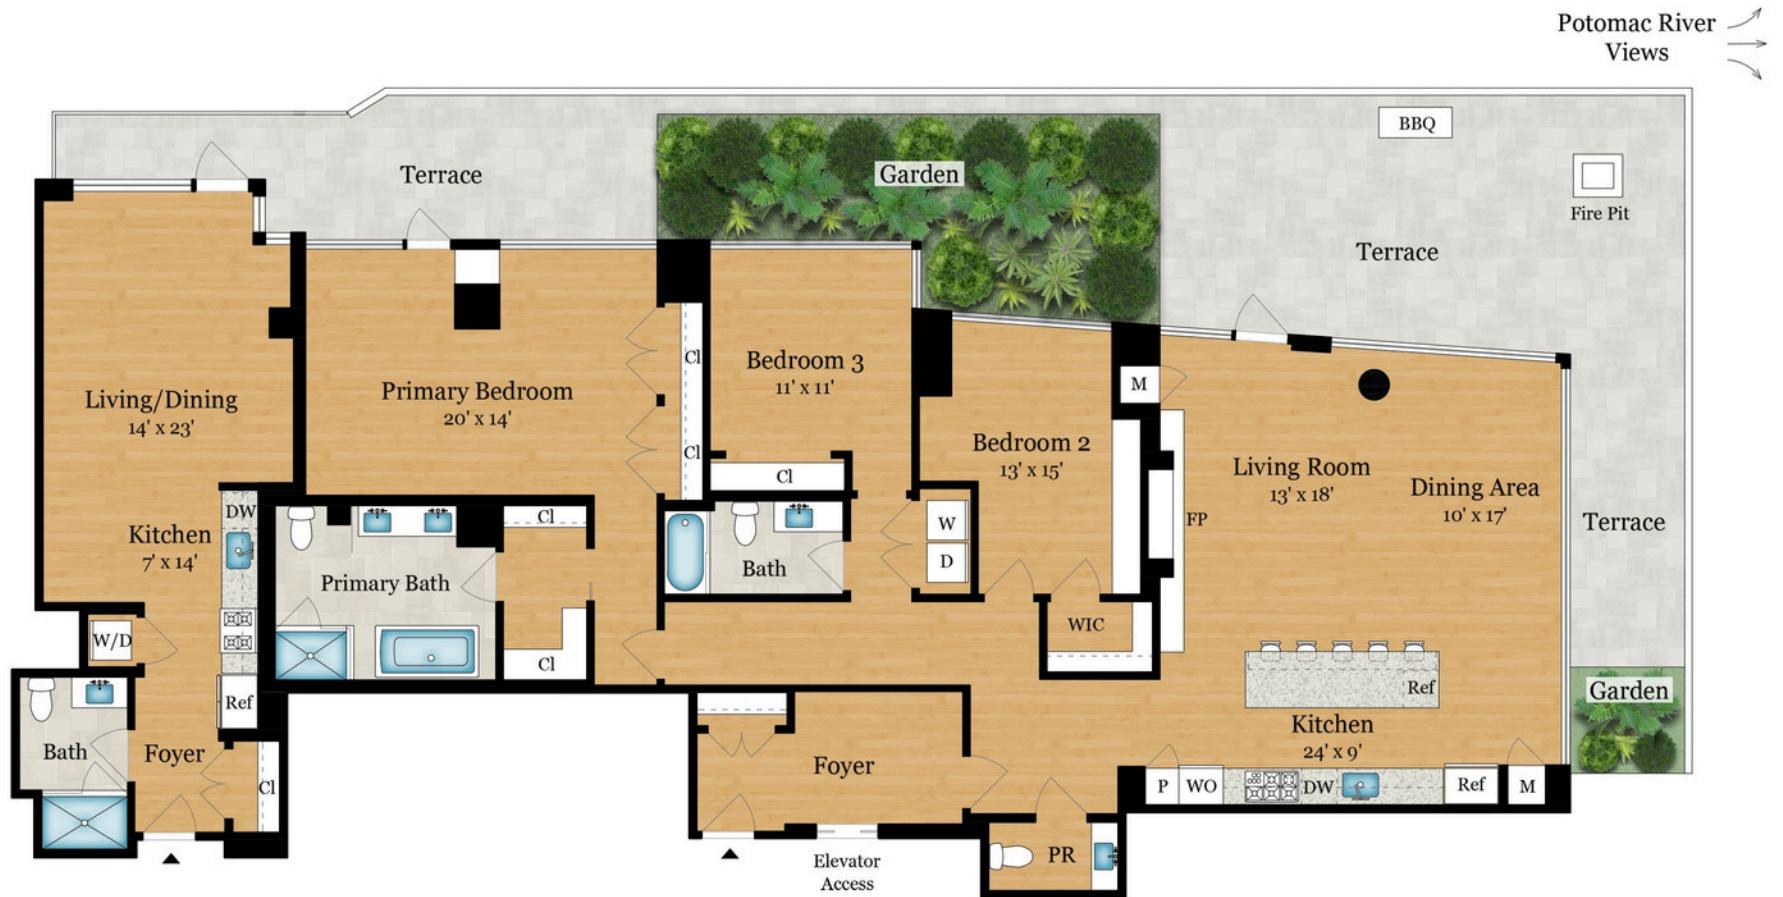 Potomac River
Views
BBQ
Fire Pit
Terrace
Garden
Terrace
Living/Dining
14' x 23'
Primary Bedroom
20' x 14'
Cl
Cl
Bedroom 3
11' x 11'
Cl
M
Bedroom 2
13' x 15'
Living Room
13' x 18'
Dining Area
10' x 17'
Terrace
FP
DW
Kitchen
7' x 14'
Cl
Primary Bath
Bath
W
D
W/D
Cl
WIC
Ref
Bath
Foyer
Cl
Foyer
Ref
Kitchen
24' x 9'
Garden
P
WO
DW
Ref
M
PR
Elevator
Access